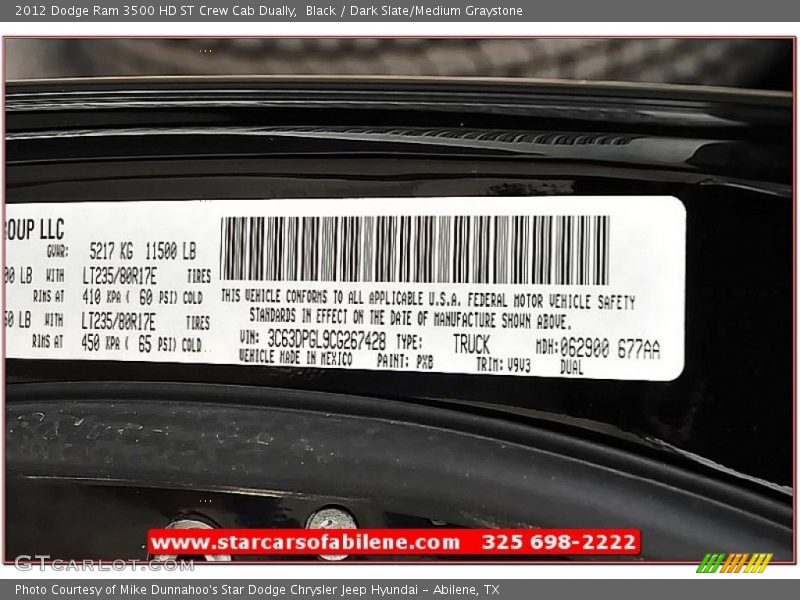 2012 Dodge Ram 3500 HD ST Crew Cab Dually,  Black / Dark Slate/Medium Graystone
ROUP LLC
GVWR: 5217 KG 11500 LB
00 LB WITH LT235/80R17E TIRES
RIMS AT 410 KPA ( 60 PSI) COLD
50 LB WITH LT235/80R17E TIRES
RIMS AT 450 KPA ( 65 PSI) COLD
THIS VEHICLE CONFORMS TO ALL APPLICABLE U.S.A. FEDERAL MOTOR VEHICLE SAFETY
STANDARDS IN EFFECT ON THE DATE OF MANUFACTURE SHOWN ABOVE.
VIN: 3C63DPGL9CG267428 TYPE: TRUCK MDH:062900 677AA
VEHICLE MADE IN MEXICO PAINT: PXB TRIM: V9V3 DUAL
www.starcarsofabilene.com 325 698-2222
GTcarlot.com
Photo Courtesy of Mike Dunnahoo's Star Dodge Chrysler Jeep Hyundai - Abilene, TX